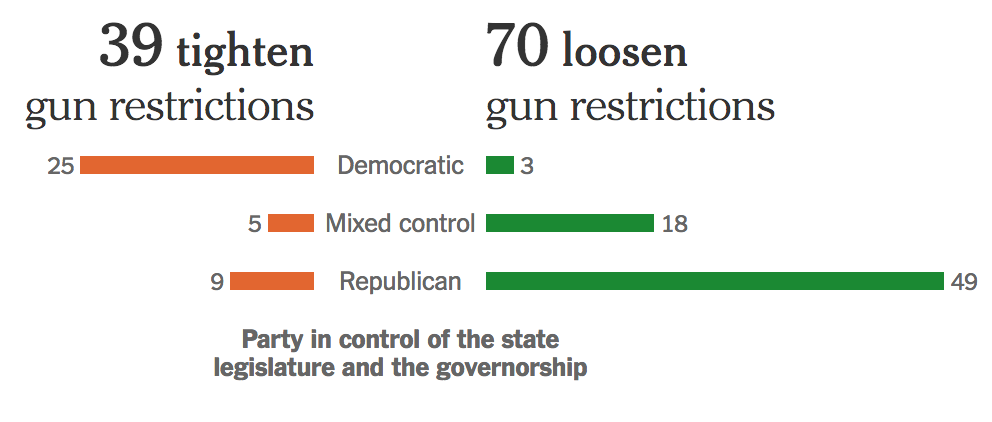 39 tighten
gun restrictions
70 loosen
gun restrictions
25 Democratic 3
5 Mixed control 18
9 Republican 49
Party in control of the state
legislature and the governorship